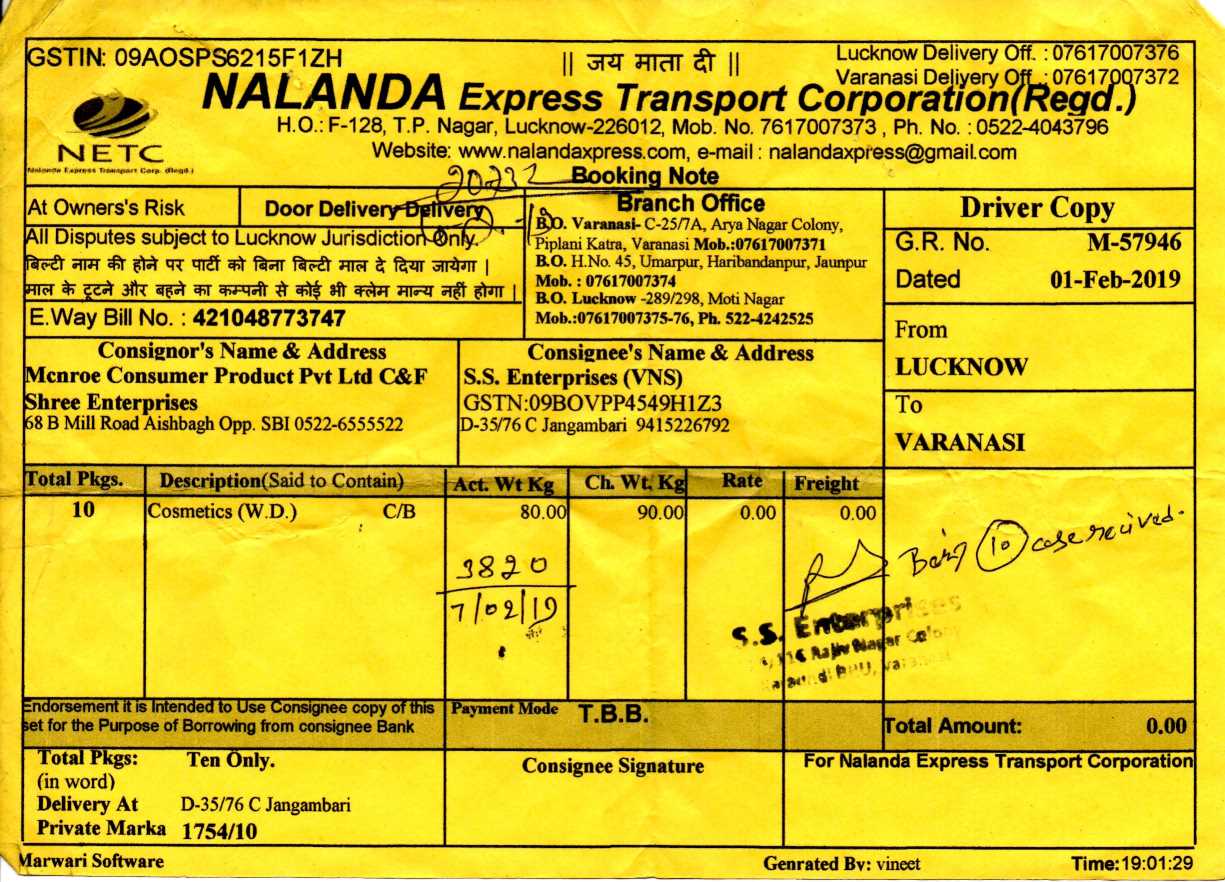 GSTIN: 09AOSPS6215F1ZH
|| जय माता दी ||
Lucknow Delivery Off. : 07617007376
Varanasi Delivery Off. : 07617007372
NALANDA Express Transport Corporation(Regd.)
H.O.: F-128, T.P. Nagar, Lucknow-226012, Mob. No. 7617007373 , Ph. No. : 0522-4043796
Website: www.nalandaxpress.com, e-mail : nalandaxpress@gmail.com
NETC
Nalanda Express Transport Corp. (Regd.)
20732
Booking Note
At Owners's Risk
Door Delivery Delivery
All Disputes subject to Lucknow Jurisdiction Only.
बिल्टी नाम की होने पर पार्टी को बिना बिल्टी माल दे दिया जायेगा |
माल के टूटने और बहने का कम्पनी से कोई भी क्लेम मान्य नहीं होगा |
E.Way Bill No. : 421048773747
Branch Office
B.O. Varanasi- C-25/7A, Arya Nagar Colony,
Piplani Katra, Varanasi Mob.:07617007371
B.O. H.No. 45, Umarpur, Haribandanpur, Jaunpur
Mob. : 07617007374
B.O. Lucknow -289/298, Moti Nagar
Mob.:07617007375-76, Ph. 522-4242525
Driver Copy
G.R. No. M-57946
Dated 01-Feb-2019
From
LUCKNOW
To
VARANASI
Consignor's Name & Address
Mcnroe Consumer Product Pvt Ltd C&F
Shree Enterprises
68 B Mill Road Aishbagh Opp. SBI 0522-6555522
Consignee's Name & Address
S.S. Enterprises (VNS)
GSTN:09BOVPP4549H1Z3
D-35/76 C Jangambari 9415226792
Total Pkgs. Description(Said to Contain) Act. Wt Kg Ch. Wt. Kg Rate Freight
10 Cosmetics (W.D.) C/B 80.00 90.00 0.00 0.00
3820
7/02/19
10 case recived.
S.S. Enterprises
Rajiv Nagar Colony
BHU, Varanasi
Endorsement it is Intended to Use Consignee copy of this
set for the Purpose of Borrowing from consignee Bank
Payment Mode T.B.B.
Total Amount: 0.00
Total Pkgs: Ten Only.
(in word)
Delivery At D-35/76 C Jangambari
Private Marka 1754/10
Consignee Signature
For Nalanda Express Transport Corporation
Marwari Software
Genrated By: vineet
Time:19:01:29